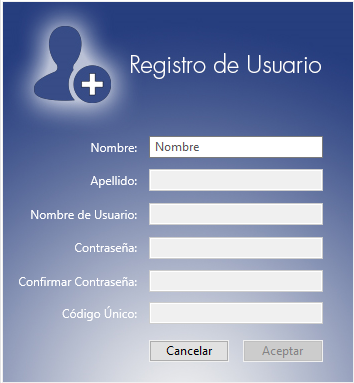 Registro de Usuario
Nombre: Nombre
Apellido:
Nombre de Usuario:
Contraseña:
Confirmar Contraseña:
Código Único:
Cancelar Aceptar